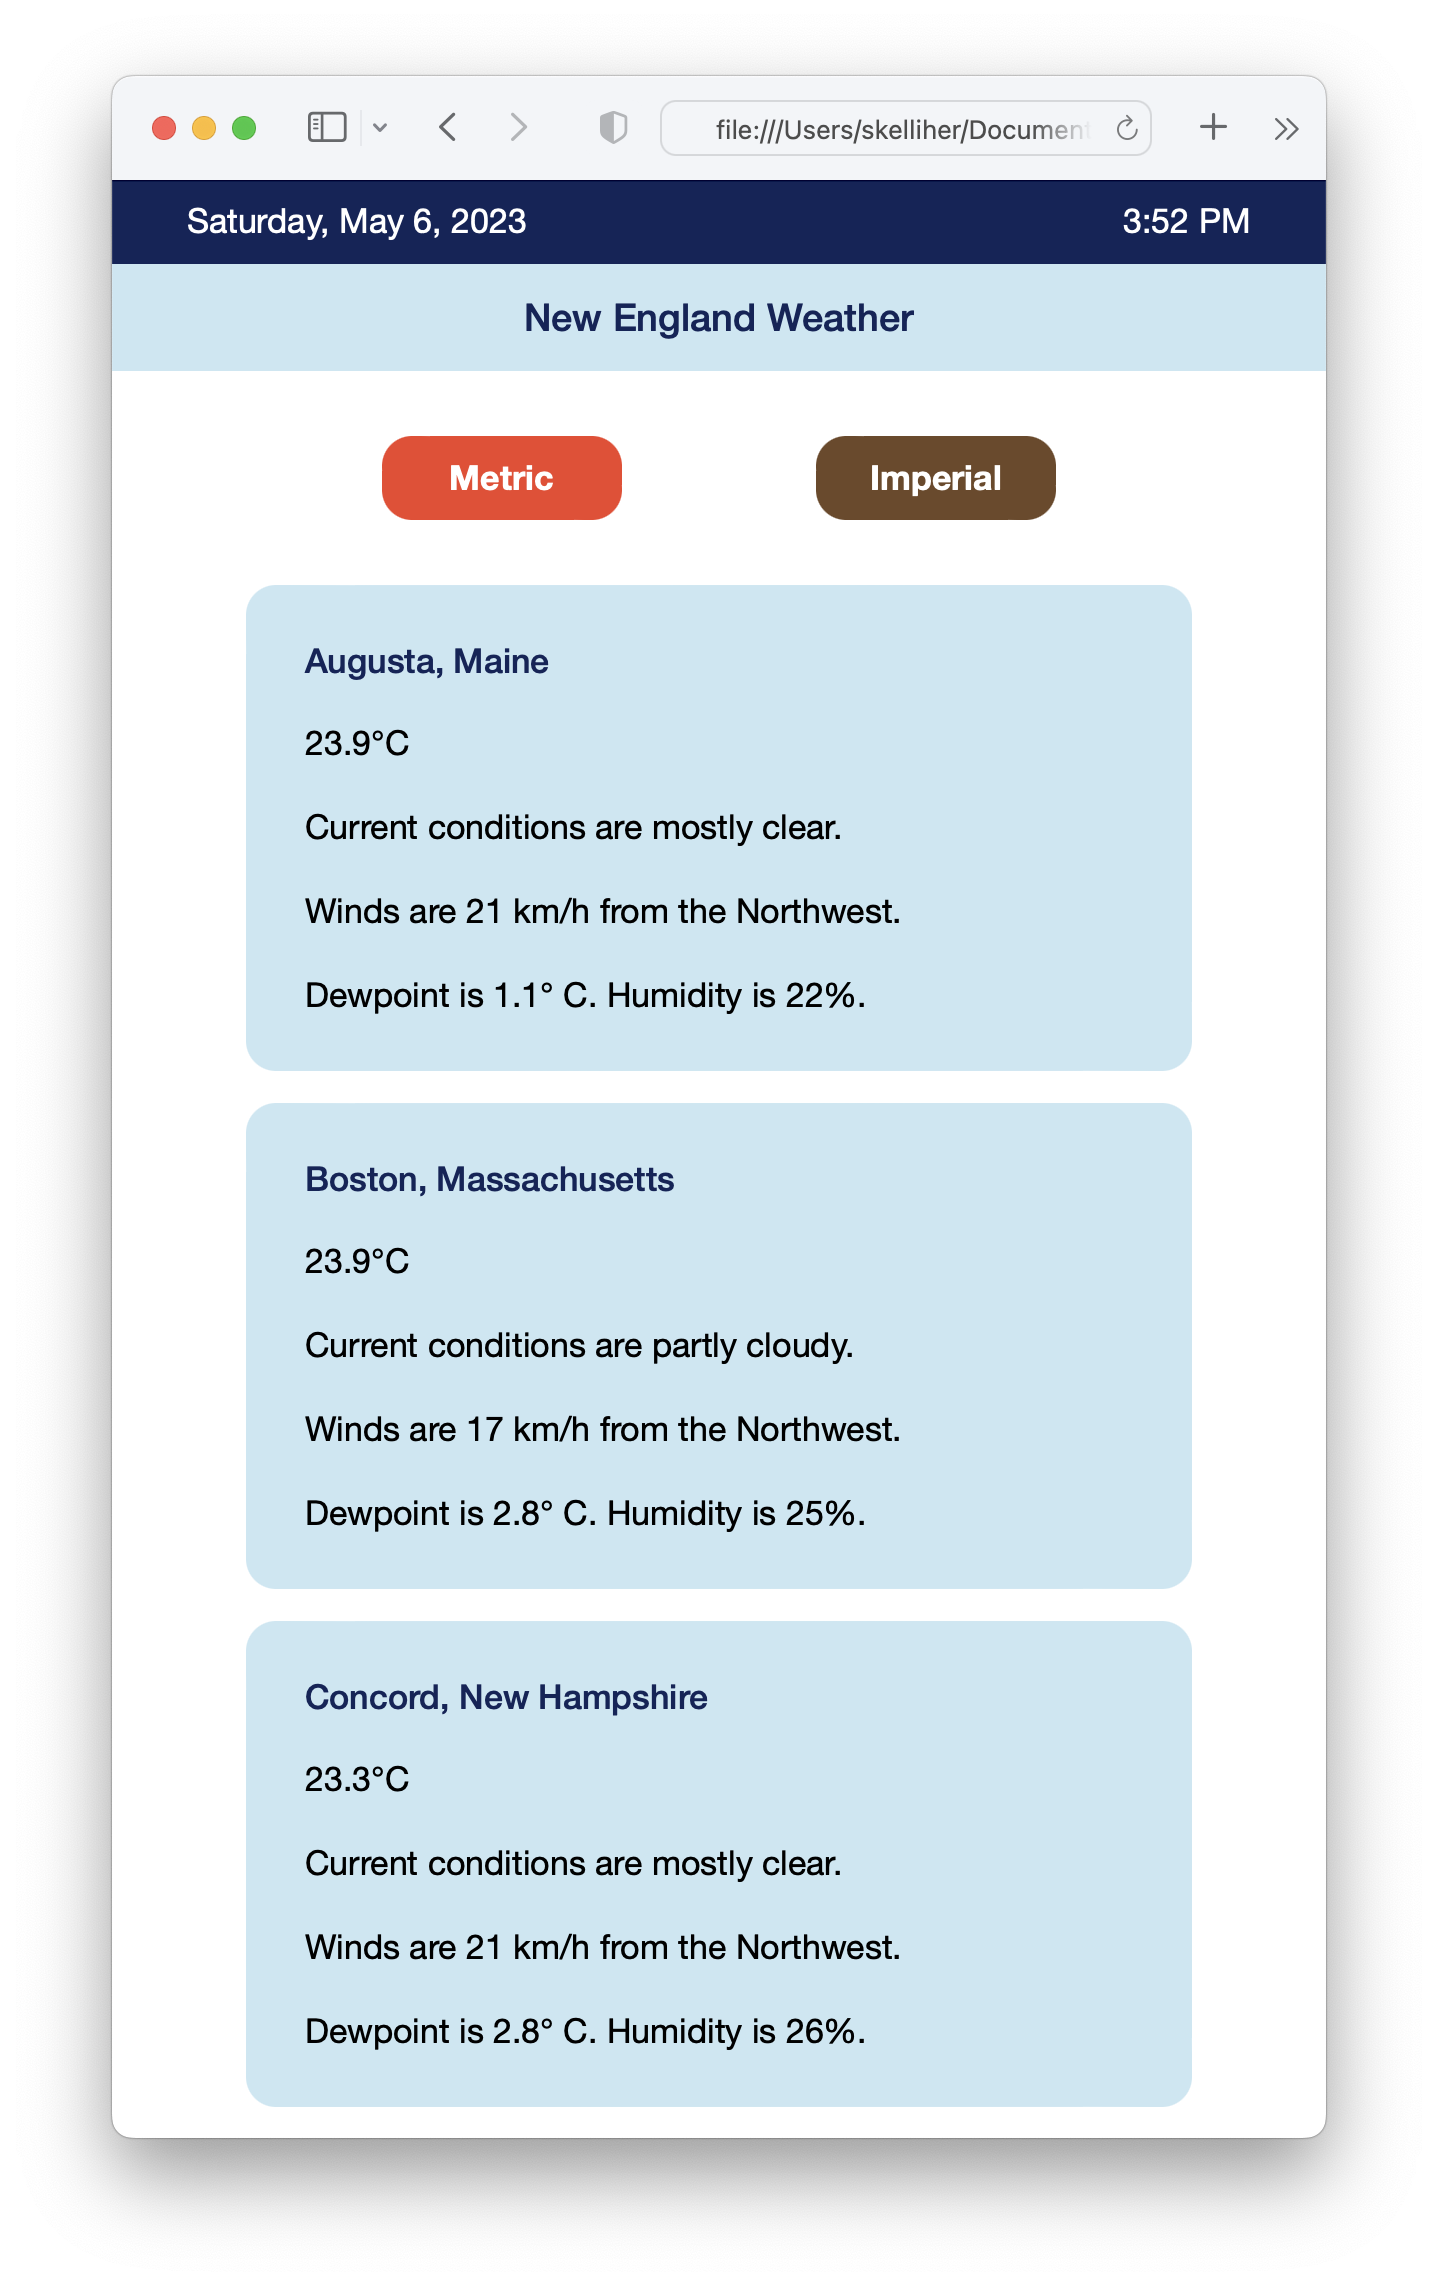 file:///Users/skelliher/Document
Saturday, May 6, 2023 3:52 PM
New England Weather
Metric Imperial
Augusta, Maine
23.9°C
Current conditions are mostly clear.
Winds are 21 km/h from the Northwest.
Dewpoint is 1.1° C. Humidity is 22%.
Boston, Massachusetts
23.9°C
Current conditions are partly cloudy.
Winds are 17 km/h from the Northwest.
Dewpoint is 2.8° C. Humidity is 25%.
Concord, New Hampshire
23.3°C
Current conditions are mostly clear.
Winds are 21 km/h from the Northwest.
Dewpoint is 2.8° C. Humidity is 26%.